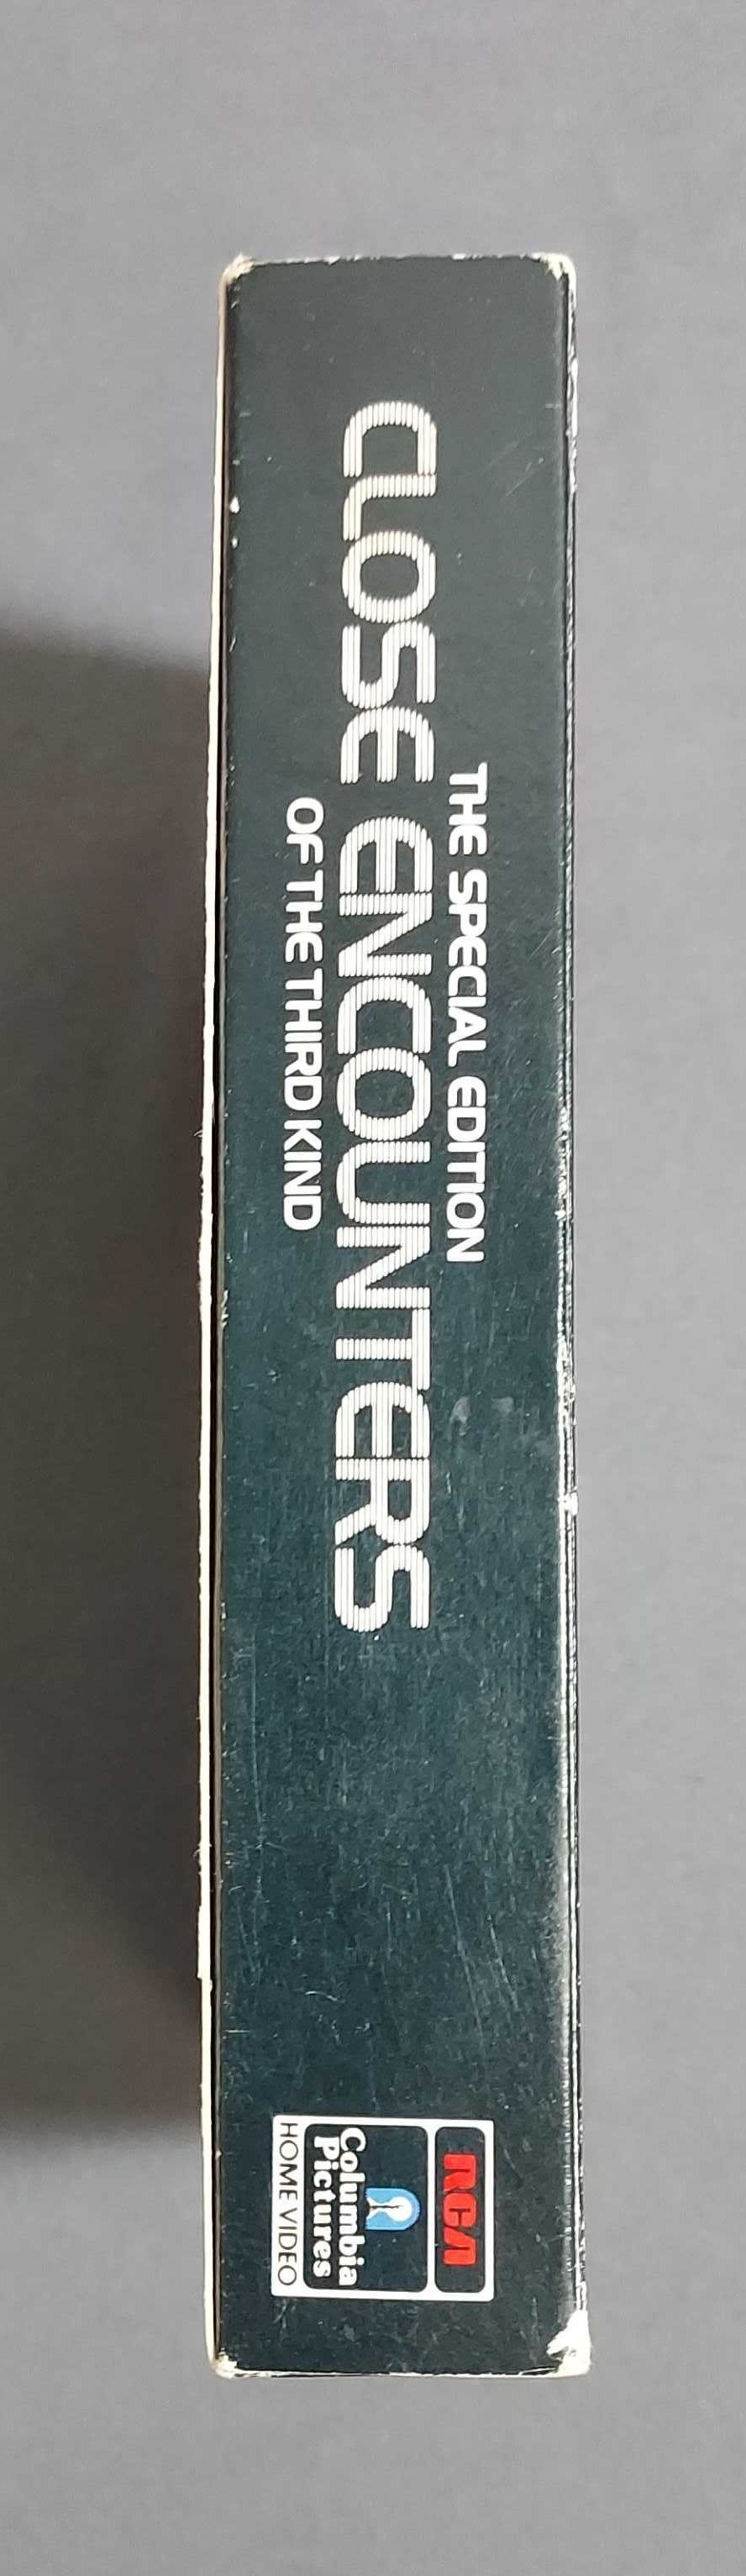 THE SPECIAL EDITION
CLOSE ENCOUNTERS
OF THE THIRD KIND
RCA
Columbia
Pictures
HOME VIDEO